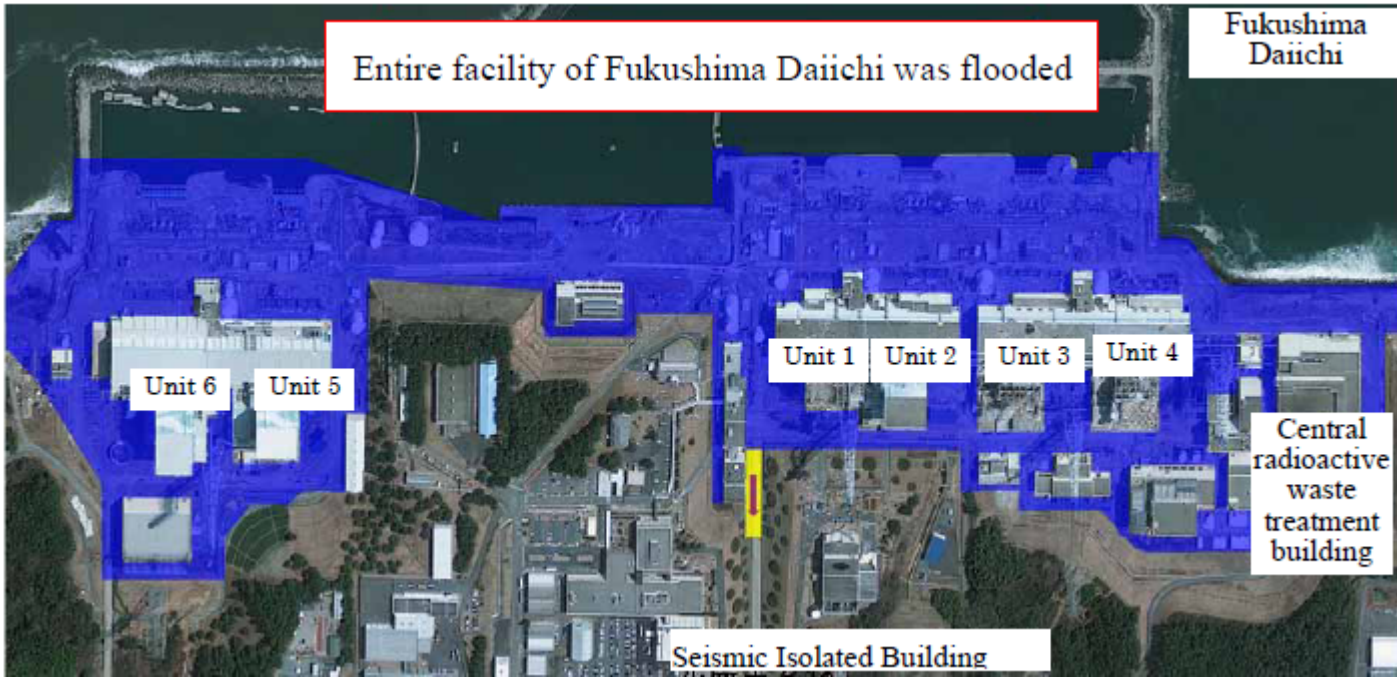 Entire facility of Fukushima Daiichi was flooded
Fukushima
Daiichi
Unit 1
Unit 2
Unit 3
Unit 4
Unit 6
Unit 5
Central
radioactive
waste
treatment
building
Seismic Isolated Building